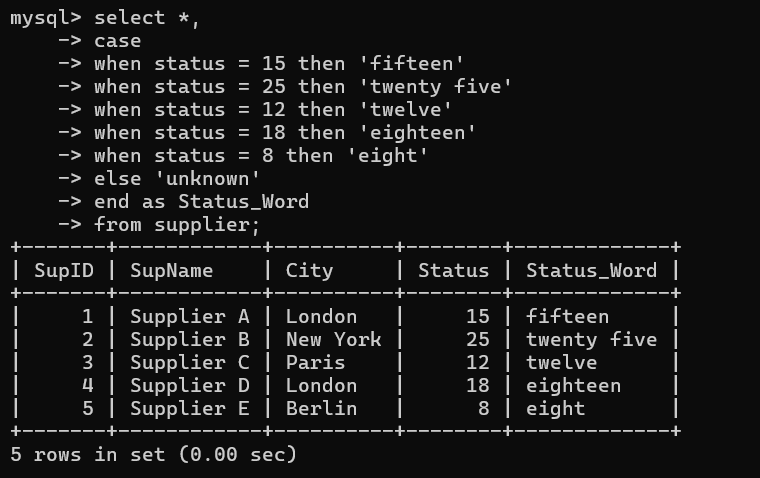 mysql> select *,
    -> case
    -> when status = 15 then 'fifteen'
    -> when status = 25 then 'twenty five'
    -> when status = 12 then 'twelve'
    -> when status = 18 then 'eighteen'
    -> when status = 8 then 'eight'
    -> else 'unknown'
    -> end as Status_Word
    -> from supplier;
+-------+------------+----------+--------+-------------+
| SupID | SupName    | City     | Status | Status_Word |
+-------+------------+----------+--------+-------------+
|     1 | Supplier A | London   |     15 | fifteen     |
|     2 | Supplier B | New York |     25 | twenty five |
|     3 | Supplier C | Paris    |     12 | twelve      |
|     4 | Supplier D | London   |     18 | eighteen    |
|     5 | Supplier E | Berlin   |      8 | eight       |
+-------+------------+----------+--------+-------------+
5 rows in set (0.00 sec)